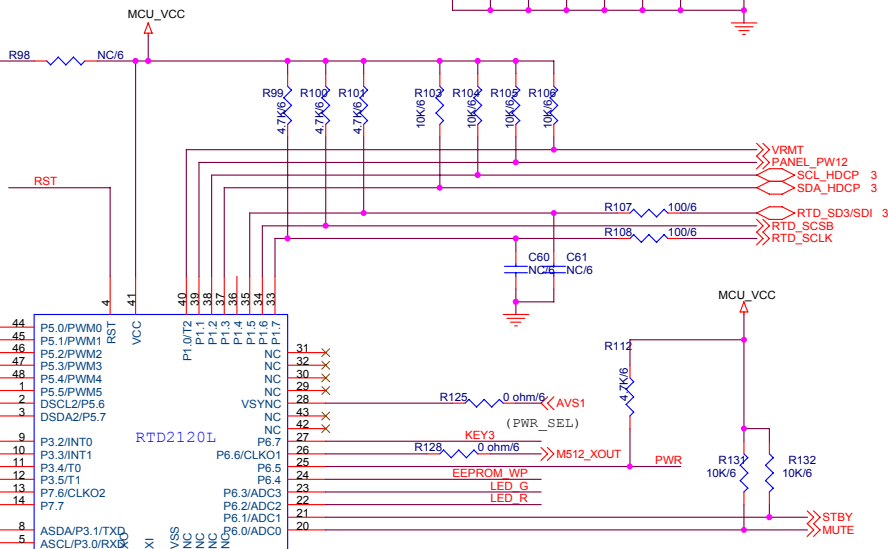 MCU_VCC
R98 NC/6
R99 4.7K/6
R100 4.7K/6
R101 4.7K/6
R103 10K/6
R104 10K/6
R105 10K/6
R106 10K/6
VRMT
PANEL_PW12
SCL_HDCP 3
RST
SDA_HDCP 3
R107 100/6
RTD_SD3/SDI 3
RTD_SCSB
R108 100/6
RTD_SCLK
C60 NC/6
C61 NC/6
MCU_VCC
4 41 40 39 38 37 36 35 34 33
RST VCC P1.0/T2 P1.1 P1.2 P1.3 P1.4 P1.5 P1.6 P1.7
44 P5.0/PWM0
45 P5.1/PWM1
46 P5.2/PWM2
47 P5.3/PWM3
48 P5.4/PWM4
1 P5.5/PWM5
2 DSCL2/P5.6
3 DSDA2/P5.7
9 P3.2/INT0
10 P3.3/INT1
11 P3.4/T0
12 P3.5/T1
13 P7.6/CLKO2
14 P7.7
8 ASDA/P3.1/TXD
5 ASCL/P3.0/RXD
RTD2120L
XO XI VSS NC NC NC NC
NC 31
NC 32
NC 30
NC 29
VSYNC 28
NC 43
NC 42
P6.7 27
P6.6/CLKO1 26
P6.5 25
P6.4 24
P6.3/ADC3 23
P6.2/ADC2 22
P6.1/ADC1 21
P6.0/ADC0 20
R112 4.7K/6
R125 0 ohm/6 AVS1
(PWR_SEL)
KEY3
R128 0 ohm/6 M512_XOUT
PWR
EEPROM_WP
LED_G
LED_R
R131 10K/6
R132 10K/6
STBY
MUTE